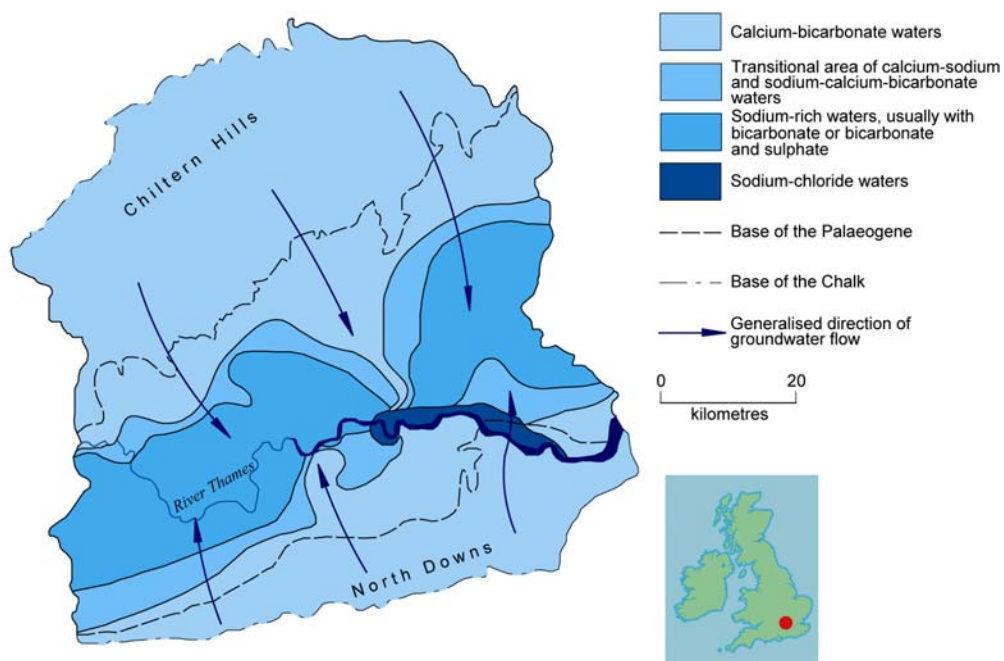 Chiltern Hills
River Thames
North Downs
Calcium-bicarbonate waters
Transitional area of calcium-sodium
and sodium-calcium-bicarbonate
waters
Sodium-rich waters, usually with
bicarbonate or bicarbonate
and sulphate
Sodium-chloride waters
Base of the Palaeogene
Base of the Chalk
Generalised direction of
groundwater flow
0 20
kilometres